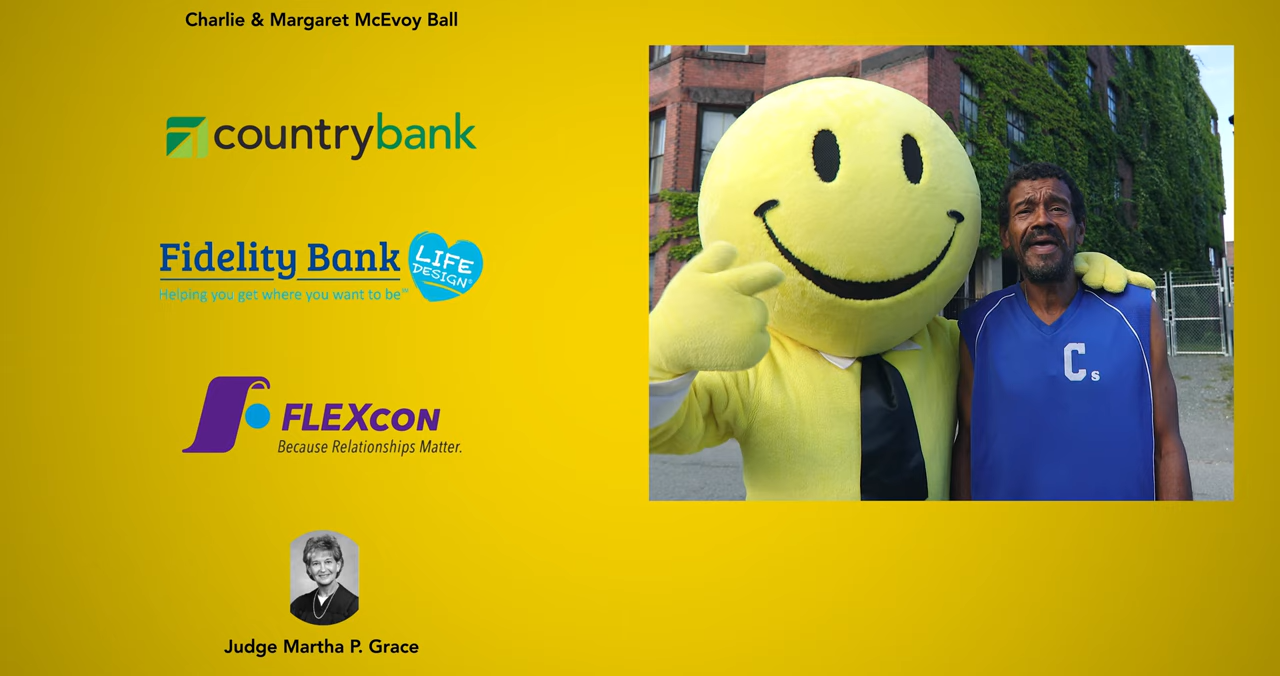 Charlie & Margaret McEvoy Ball
countrybank
Fidelity Bank
LIFE
DESIGN®
Helping you get where you want to be℠
FLEXcon
Because Relationships Matter.
Judge Martha P. Grace
Cs